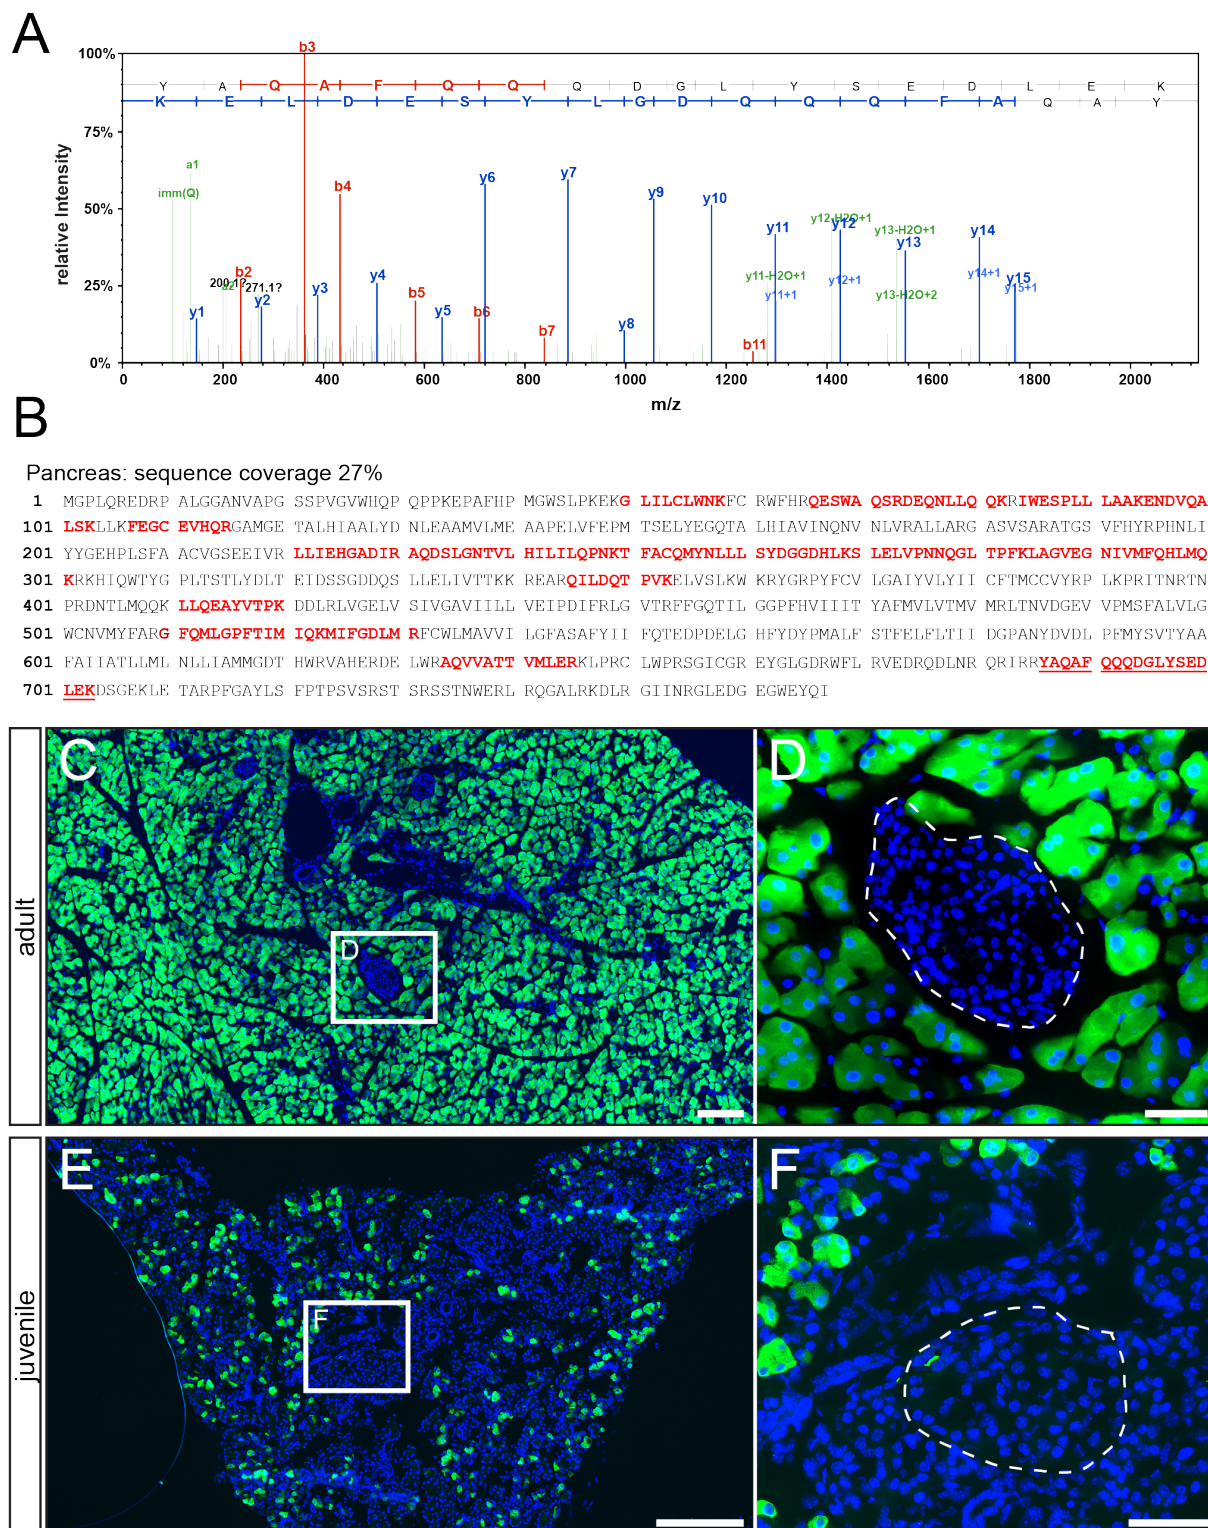 A
100%
75%
50%
25%
0%
relative Intensity
b3
Y A Q A F Q Q Q D G L Y S E D L E K
K E L D E S Y L G D Q Q Q F A Q A Y
a1
imm(Q)
b4
y6
y7
y9
y10
y12-H2O+1
y12
y11
y13-H2O+1
y13
y14
b2
200.1?
a2
271.1?
y2
y3
y4
b5
y1
y5
b6
b7
y8
b11
y11-H2O+1
y11+1
y12+1
y13-H2O+2
y14+1
y15
y15+1
0 200 400 600 800 1000 1200 1400 1600 1800 2000
m/z
B
Pancreas: sequence coverage 27%
1 MGPLQREDRP ALGGANVAPG SSPVGVWHQP QPPKEPAFHP MGWSLPKEKG LILCLWNKFC RWFHRQESWA QSRDEQNLLQ QKRIWESPLL LAAKENDVQA
101 LSKLLKFEGC EVHQRGAMGE TALHIAALYD NLEAAMVLME AAPELVFEPM TSELYEGQTA LHIAVINQNV NLVRALLARG ASVSARATGS VFHYRPHNLI
201 YYGEHPLSFA ACVGSEEIVR LLIEHGADIR AQDSLGNTVL HILILQPNKT FACQMYNLLL SYDGGDHLKS LELVPNNQGL TPFKLAGVEG NIVMFQHLMQ
301 KRKHIQWTYG PLTSTLYDLT EIDSSGDDQS LLELIVTTKK REARQILDQT PVKELVSLKW KRYGRPYFCV LGAIYVLYII CFTMCCVYRP LKPRITNRTN
401 PRDNTLMQQK LLQEAYVTPK DDLRLVGELV SIVGAVIILL VEIPDIFRLG VTRFFGQTIL GGPFHVIIIT YAFMVLVTMV MRLTNVDGEV VPMSFALVLG
501 WCNVMYFARG FQMLGPFTIM IQKMIFGDLM RFCWLMAVVI LGFASAFYII FQTEDPDELG HFYDYPMALF STFELFLTII DGPANYDVDL PFMYSVTYAA
601 FAIIATLLML NLLIAMMGDT HWRVAHERDE LWRAQVVATT VMLERKLPRC LWPRSGICGR EYGLGDRWFL RVEDRQDLNR QRIRRYAQAF QQQDGLYSED
701 LEKDSGEKLE TARPFGAYLS FPTPSVSRST SRSSTNWERL RQGALRKDLR GIINRGLEDG EGWEYQI
adult
C
D
D
juvenile
E
F
F